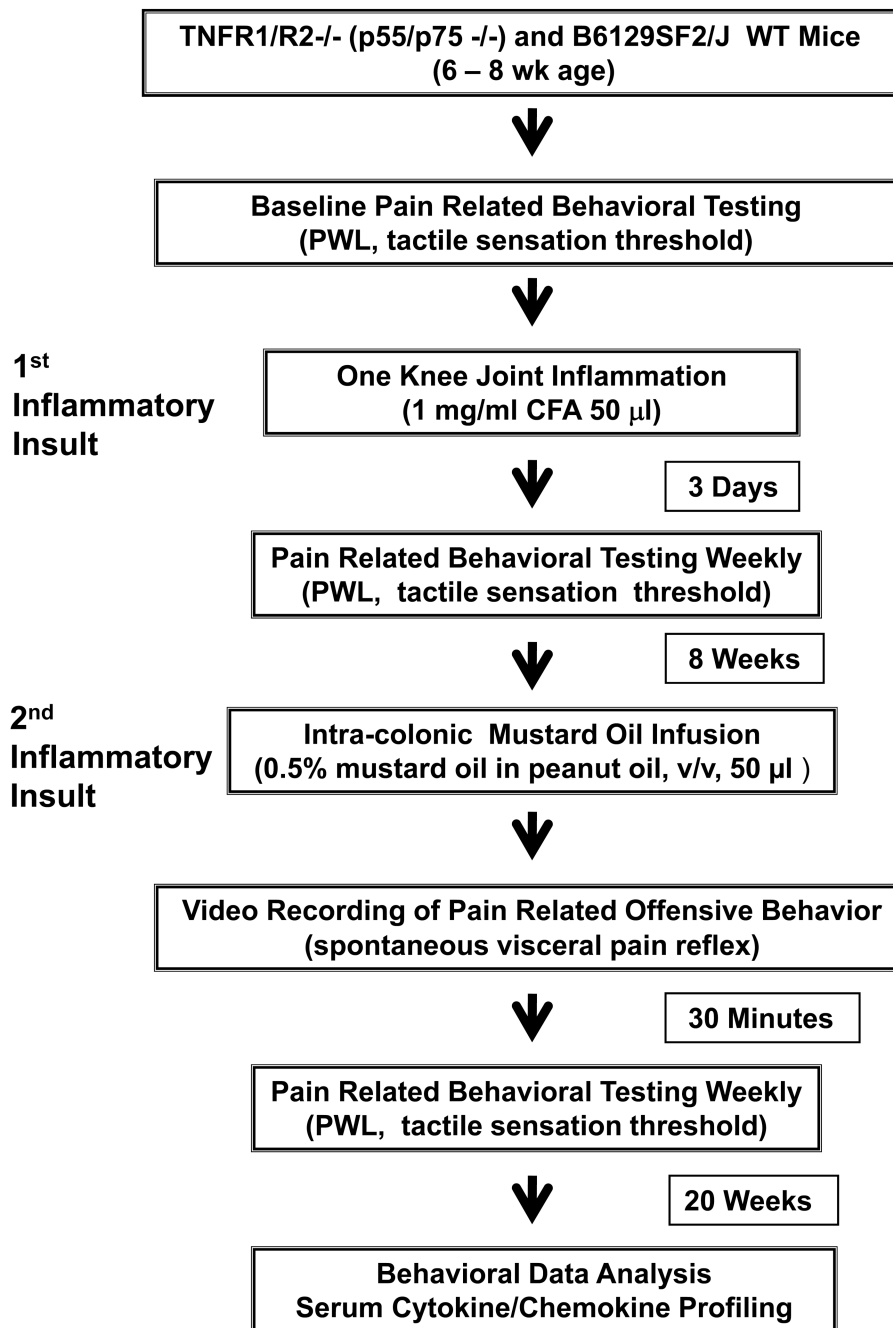 TNFR1/R2-/- (p55/p75 -/-) and B6129SF2/J WT Mice
(6 – 8 wk age)
Baseline Pain Related Behavioral Testing
(PWL, tactile sensation threshold)
1st
Inflammatory
Insult
One Knee Joint Inflammation
(1 mg/ml CFA 50 μl)
3 Days
Pain Related Behavioral Testing Weekly
(PWL, tactile sensation threshold)
8 Weeks
2nd
Inflammatory
Insult
Intra-colonic Mustard Oil Infusion
(0.5% mustard oil in peanut oil, v/v, 50 µl )
Video Recording of Pain Related Offensive Behavior
(spontaneous visceral pain reflex)
30 Minutes
Pain Related Behavioral Testing Weekly
(PWL, tactile sensation threshold)
20 Weeks
Behavioral Data Analysis
Serum Cytokine/Chemokine Profiling